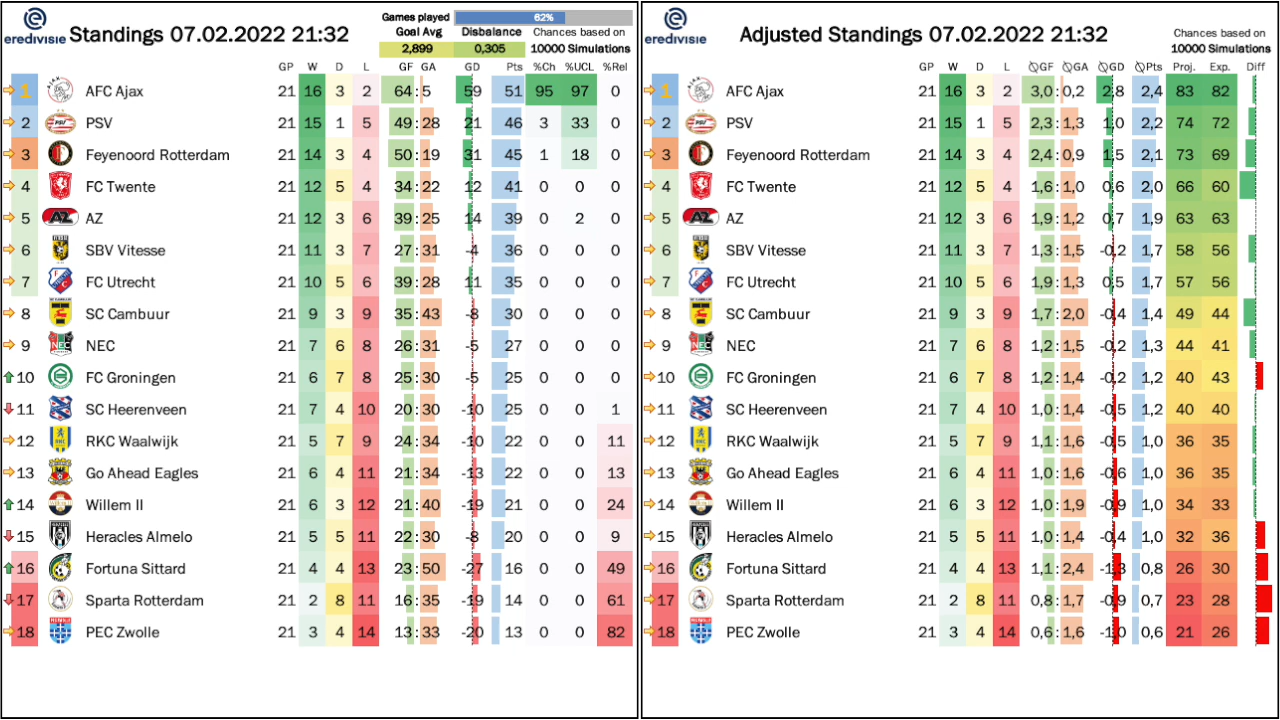 Games played 62%
eredivisie Standings 07.02.2022 21:32
Goal Avg Disbalance Chances based on
2,899 0,305 10000 Simulations
GP W D L GF GA GD Pts %Ch %UCL %Rel
1 AFC Ajax 21 16 3 2 64:5 59 51 95 97 0
2 PSV 21 15 1 5 49:28 21 46 3 33 0
3 Feyenoord Rotterdam 21 14 3 4 50:19 31 45 1 18 0
4 FC Twente 21 12 5 4 34:22 12 41 0 0 0
5 AZ 21 12 3 6 39:25 14 39 0 2 0
6 SBV Vitesse 21 11 3 7 27:31 -4 36 0 0 0
7 FC Utrecht 21 10 5 6 39:28 11 35 0 0 0
8 SC Cambuur 21 9 3 9 35:43 -8 30 0 0 0
9 NEC 21 7 6 8 26:31 -5 27 0 0 0
10 FC Groningen 21 6 7 8 25:30 -5 25 0 0 0
11 SC Heerenveen 21 7 4 10 20:30 -10 25 0 0 1
12 RKC Waalwijk 21 5 7 9 24:34 -10 22 0 0 11
13 Go Ahead Eagles 21 6 4 11 21:34 -13 22 0 0 13
14 Willem II 21 6 3 12 21:40 -19 21 0 0 24
15 Heracles Almelo 21 5 5 11 22:30 -8 20 0 0 9
16 Fortuna Sittard 21 4 4 13 23:50 -27 16 0 0 49
17 Sparta Rotterdam 21 2 8 11 16:35 -19 14 0 0 61
18 PEC Zwolle 21 3 4 14 13:33 -20 13 0 0 82
eredivisie Adjusted Standings 07.02.2022 21:32
Chances based on
10000 Simulations
GP W D L ∅GF ∅GA ∅GD ∅Pts Proj. Exp. Diff
1 AFC Ajax 21 16 3 2 3,0:0,2 2,8 2,4 83 82
2 PSV 21 15 1 5 2,3:1,3 1,0 2,2 74 72
3 Feyenoord Rotterdam 21 14 3 4 2,4:0,9 1,5 2,1 73 69
4 FC Twente 21 12 5 4 1,6:1,0 0,6 2,0 66 60
5 AZ 21 12 3 6 1,9:1,2 0,7 1,9 63 63
6 SBV Vitesse 21 11 3 7 1,3:1,5 -0,2 1,7 58 56
7 FC Utrecht 21 10 5 6 1,9:1,3 0,5 1,7 57 56
8 SC Cambuur 21 9 3 9 1,7:2,0 -0,4 1,4 49 44
9 NEC 21 7 6 8 1,2:1,5 -0,2 1,3 44 41
10 FC Groningen 21 6 7 8 1,2:1,4 -0,2 1,2 40 43
11 SC Heerenveen 21 7 4 10 1,0:1,4 -0,5 1,2 40 40
12 RKC Waalwijk 21 5 7 9 1,1:1,6 -0,5 1,0 36 35
13 Go Ahead Eagles 21 6 4 11 1,0:1,6 -0,6 1,0 36 35
14 Willem II 21 6 3 12 1,0:1,9 -0,9 1,0 34 33
15 Heracles Almelo 21 5 5 11 1,0:1,4 -0,4 1,0 32 36
16 Fortuna Sittard 21 4 4 13 1,1:2,4 -1,3 0,8 26 30
17 Sparta Rotterdam 21 2 8 11 0,8:1,7 -0,9 0,7 23 28
18 PEC Zwolle 21 3 4 14 0,6:1,6 -1,0 0,6 21 26